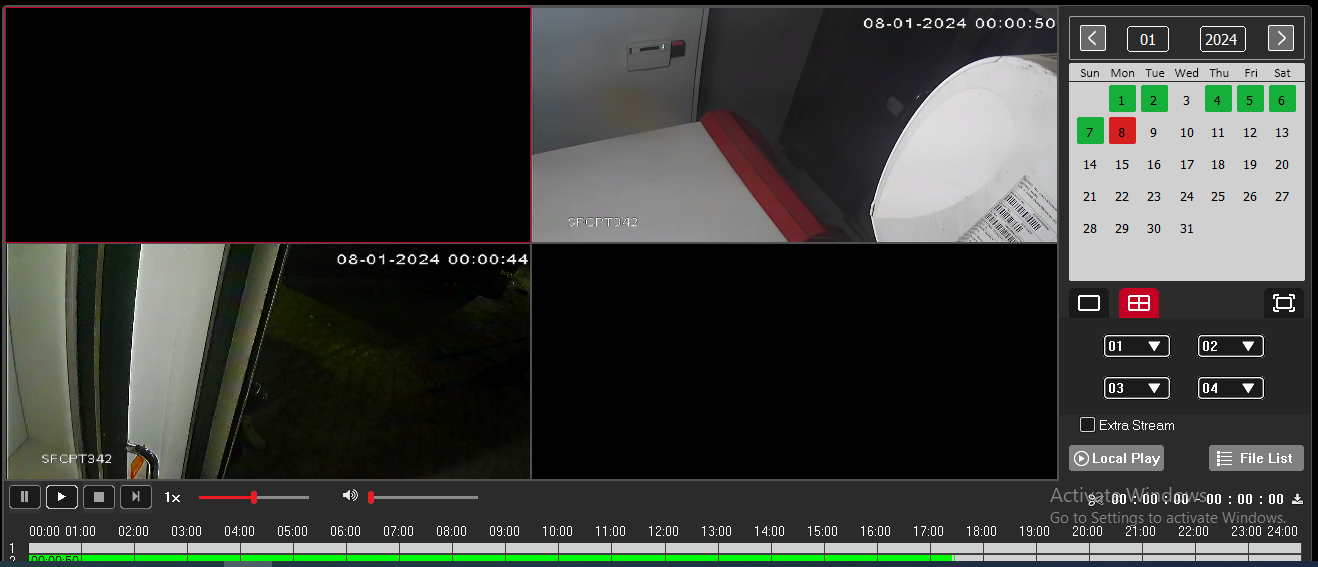 08-01-2024 00:00:50
SFCPT342
08-01-2024 00:00:44
SFCPT342
01 2024
Sun Mon Tue Wed Thu Fri Sat
1 2 3 4 5 6
7 8 9 10 11 12 13
14 15 16 17 18 19 20
21 22 23 24 25 26 27
28 29 30 31
01 02
03 04
Extra Stream
Local Play File List
1x
00 : 00 : 00 - 00 : 00 : 00
Activate Windows
Go to Settings to activate Windows.
00:00 01:00 02:00 03:00 04:00 05:00 06:00 07:00 08:00 09:00 10:00 11:00 12:00 13:00 14:00 15:00 16:00 17:00 18:00 19:00 20:00 21:00 22:00 23:00 24:00
1
2 00:00:50